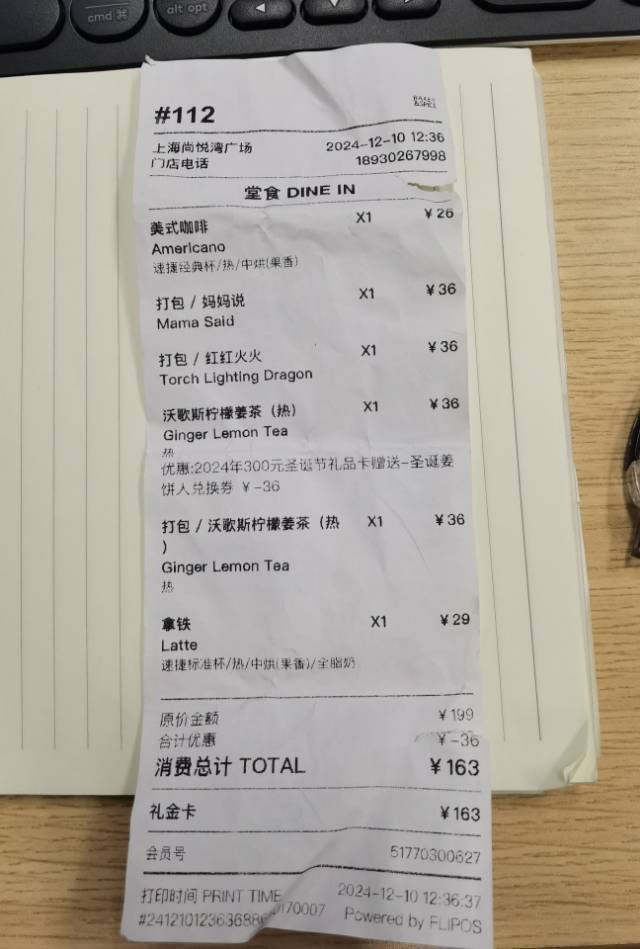 cmd ⌘
alt opt
#112
BAKER
&SPICE
上海尚悦湾广场 2024-12-10 12:36
门店电话 18930267998
堂食 DINE IN
美式咖啡 X1 ¥26
Americano
速捷经典杯/热/中烘(果香)
打包 / 妈妈说 X1 ¥36
Mama Said
打包 / 红红火火 X1 ¥36
Torch Lighting Dragon
沃歌斯柠檬姜茶（热） X1 ¥36
Ginger Lemon Tea
热
优惠:2024年300元圣诞节礼品卡赠送-圣诞姜
饼人兑换券 ¥-36
打包 / 沃歌斯柠檬姜茶（热 X1 ¥36
）
Ginger Lemon Tea
热
拿铁 X1 ¥29
Latte
速捷标准杯/热/中烘(果香)/全脂奶
原价金额 ¥199
合计优惠 ¥-36
消费总计 TOTAL ¥163
礼金卡 ¥163
会员号 51770300627
打印时间 PRINT TIME 2024-12-10 12:36:37
Powered by FLIPOS